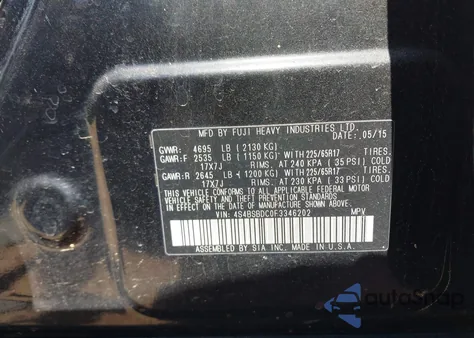 MFD BY FUJI HEAVY INDUSTRIES LTD. DATE: .05/15
GVWR: 4695 LB ( 2130 KG)
GAWR:F 2535 LB ( 1150 KG) WITH 225/65R17 TIRES.
17X7J RIMS. AT 240 KPA ( 35 PSI) COLD
GAWR:R 2645 LB ( 1200 KG) WITH 225/65R17 TIRES.
17X7J RIMS. AT 230 KPA ( 33 PSI) COLD
THIS VEHICLE CONFORMS TO ALL APPLICABLE FEDERAL MOTOR
VEHICLE SAFETY AND BUMPER STANDARDS IN EFFECT ON THE
DATE OF MANUFACTURE SHOWN ABOVE.
VIN: 4S4BSBDC0F3346202 MPV
ASSEMBLED BY SIA INC. IN U.S.A.
autoSnap